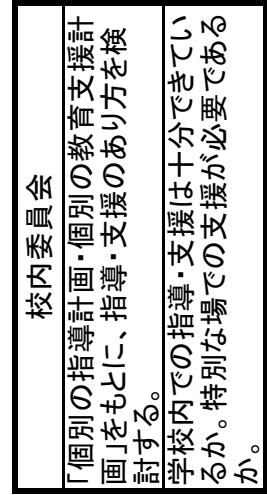 校内委員会
「個別の指導計画・個別の教育支援計
画」をもとに、指導・支援のあり方を検
討する。
学校内での指導・支援は十分できてい
るか。特別な場での支援が必要である
か。